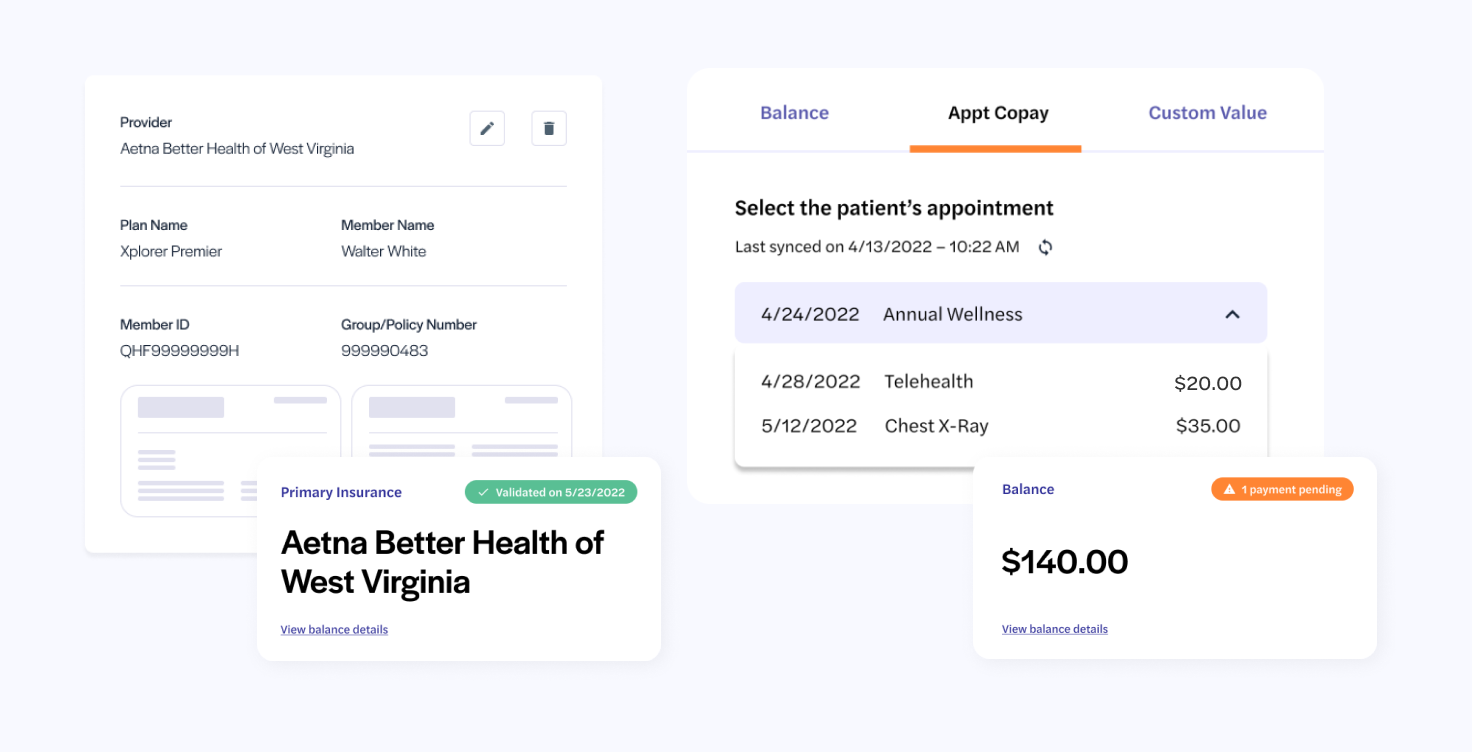 Provider
Aetna Better Health of West Virginia
Plan Name Member Name
Xplorer Premier Walter White
Member ID Group/Policy Number
QHF99999999H 999990483
Primary Insurance Validated on 5/23/2022
Aetna Better Health of
West Virginia
View balance details
Balance Appt Copay Custom Value
Select the patient’s appointment
Last synced on 4/13/2022 – 10:22 AM
4/24/2022 Annual Wellness
4/28/2022 Telehealth $20.00
5/12/2022 Chest X-Ray $35.00
Balance 1 payment pending
$140.00
View balance details